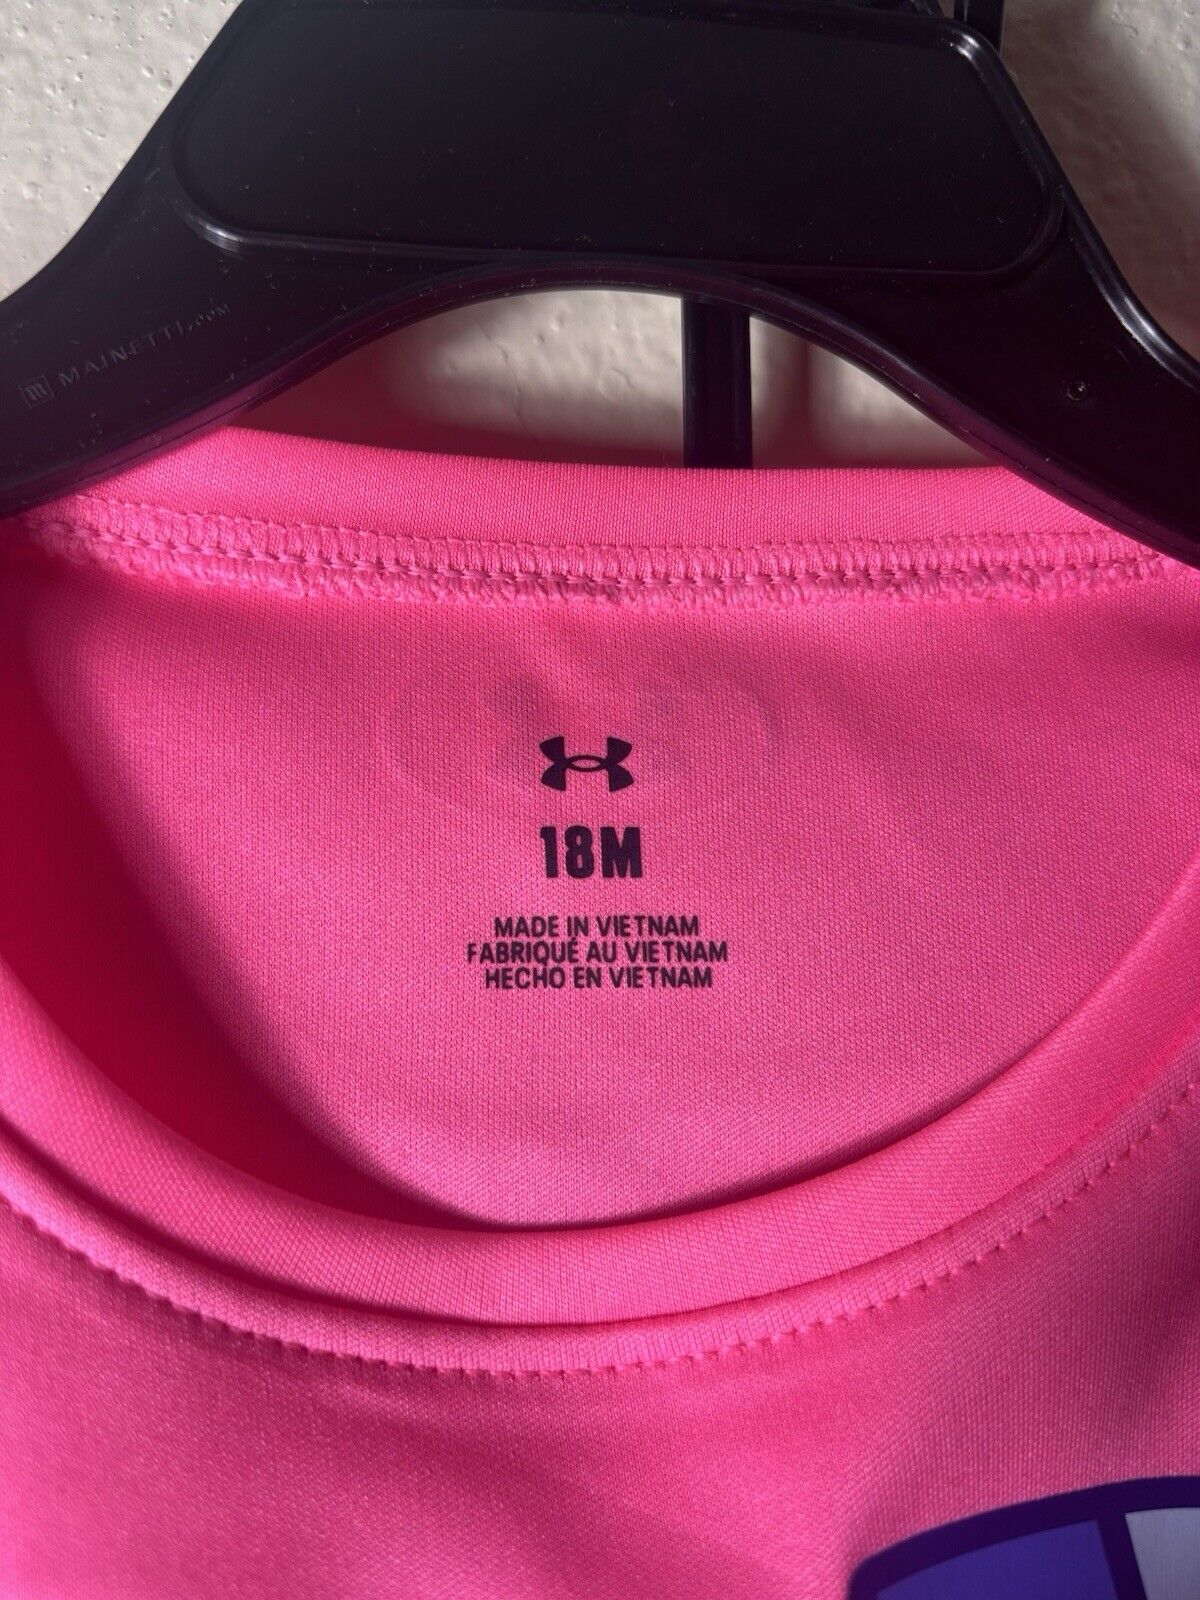 MAINETTI.COM
18M
MADE IN VIETNAM
FABRIQUÉ AU VIETNAM
HECHO EN VIETNAM